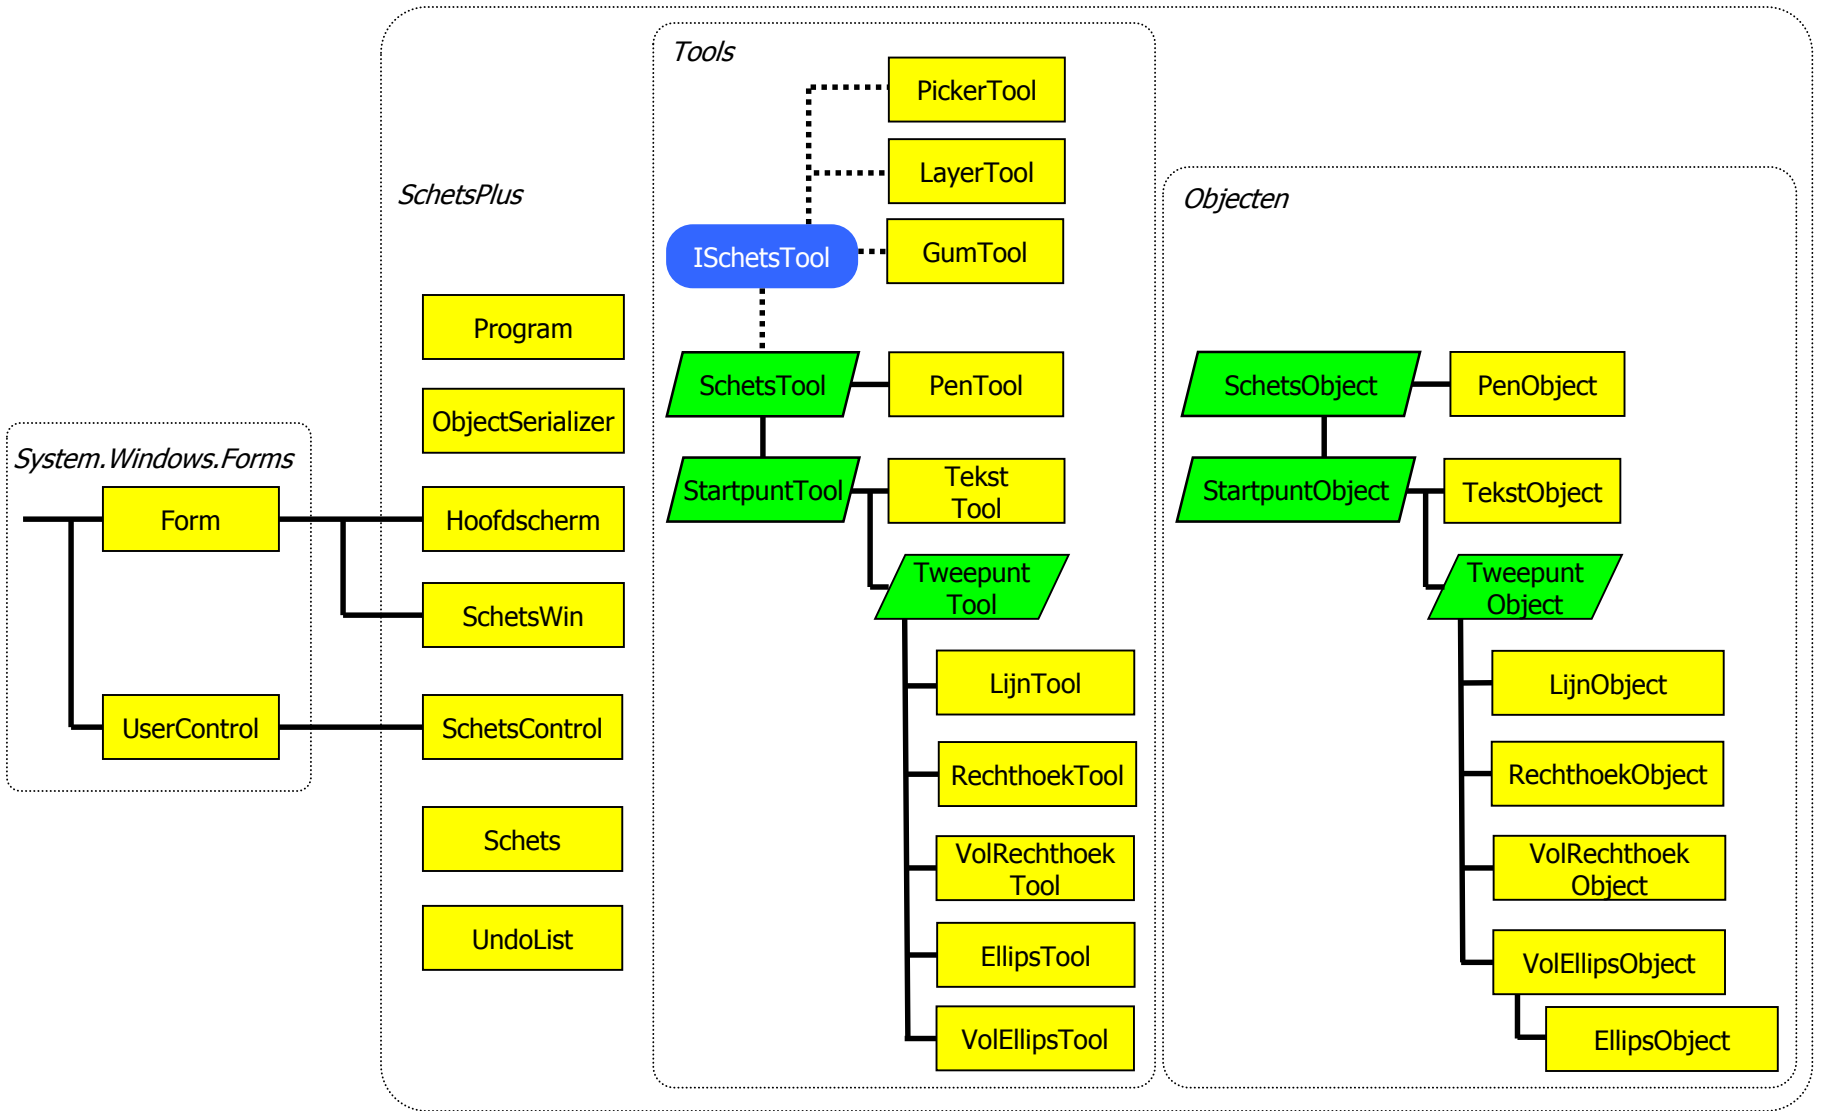 Tools
PickerTool
LayerTool
SchetsPlus
Objecten
ISchetsTool
GumTool
Program
SchetsTool
PenTool
SchetsObject
PenObject
ObjectSerializer
System.Windows.Forms
StartpuntTool
Tekst
Tool
StartpuntObject
TekstObject
Form
Hoofdscherm
Tweepunt
Tool
Tweepunt
Object
SchetsWin
LijnTool
LijnObject
UserControl
SchetsControl
RechthoekTool
RechthoekObject
Schets
VolRechthoek
Tool
VolRechthoek
Object
UndoList
EllipsTool
VolEllipsObject
VolEllipsTool
EllipsObject